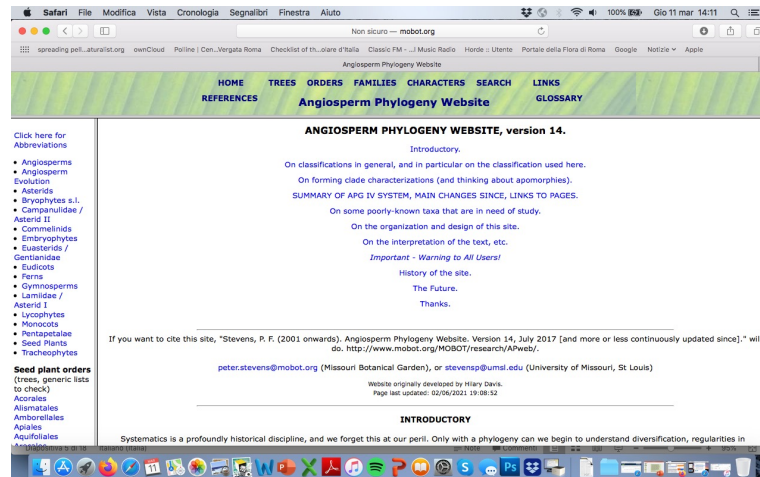 Safari File Modifica Vista Cronologia Segnalibri Finestra Aiuto 100% Gio 11 mar 14:11
Non sicuro — mobot.org
spreading pell...aturalist.org ownCloud Polline | Cen...Vergata Roma Checklist of th...olare d'Italia Classic FM - ...l Music Radio Horde :: Utente Portale della Flora di Roma Google Notizie Apple
Angiosperm Phylogeny Website
HOME TREES ORDERS FAMILIES CHARACTERS SEARCH LINKS
REFERENCES Angiosperm Phylogeny Website GLOSSARY
Click here for
Abbreviations
• Angiosperms
• Angiosperm
Evolution
• Asterids
• Bryophytes s.l.
• Campanulidae /
Asterid II
• Commelinids
• Embryophytes
• Euasterids /
Gentianidae
• Eudicots
• Ferns
• Gymnosperms
• Lamiidae /
Asterid I
• Lycophytes
• Monocots
• Pentapetalae
• Seed Plants
• Tracheophytes
Seed plant orders
(trees, generic lists
to check)
Acorales
Alismatales
Amborellales
Apiales
Aquifoliales
ANGIOSPERM PHYLOGENY WEBSITE, version 14.
Introductory.
On classifications in general, and in particular on the classification used here.
On forming clade characterizations (and thinking about apomorphies).
SUMMARY OF APG IV SYSTEM, MAIN CHANGES SINCE, LINKS TO PAGES.
On some poorly-known taxa that are in need of study.
On the organization and design of this site.
On the interpretation of the text, etc.
Important - Warning to All Users!
History of the site.
The Future.
Thanks.
If you want to cite this site, "Stevens, P. F. (2001 onwards). Angiosperm Phylogeny Website. Version 14, July 2017 [and more or less continuously updated since]." wil
do. http://www.mobot.org/MOBOT/research/APweb/.
peter.stevens@mobot.org (Missouri Botanical Garden), or stevensp@umsl.edu (University of Missouri, St Louis)
Website originally developed by Hilary Davis.
Page last updated: 02/06/2021 19:08:52
INTRODUCTORY
Systematics is a profoundly historical discipline, and we forget this at our peril. Only with a phylogeny can we begin to understand diversification, regularities in
Diapositiva 5 di 18 Italiano (Italia) Note Commenti 95%